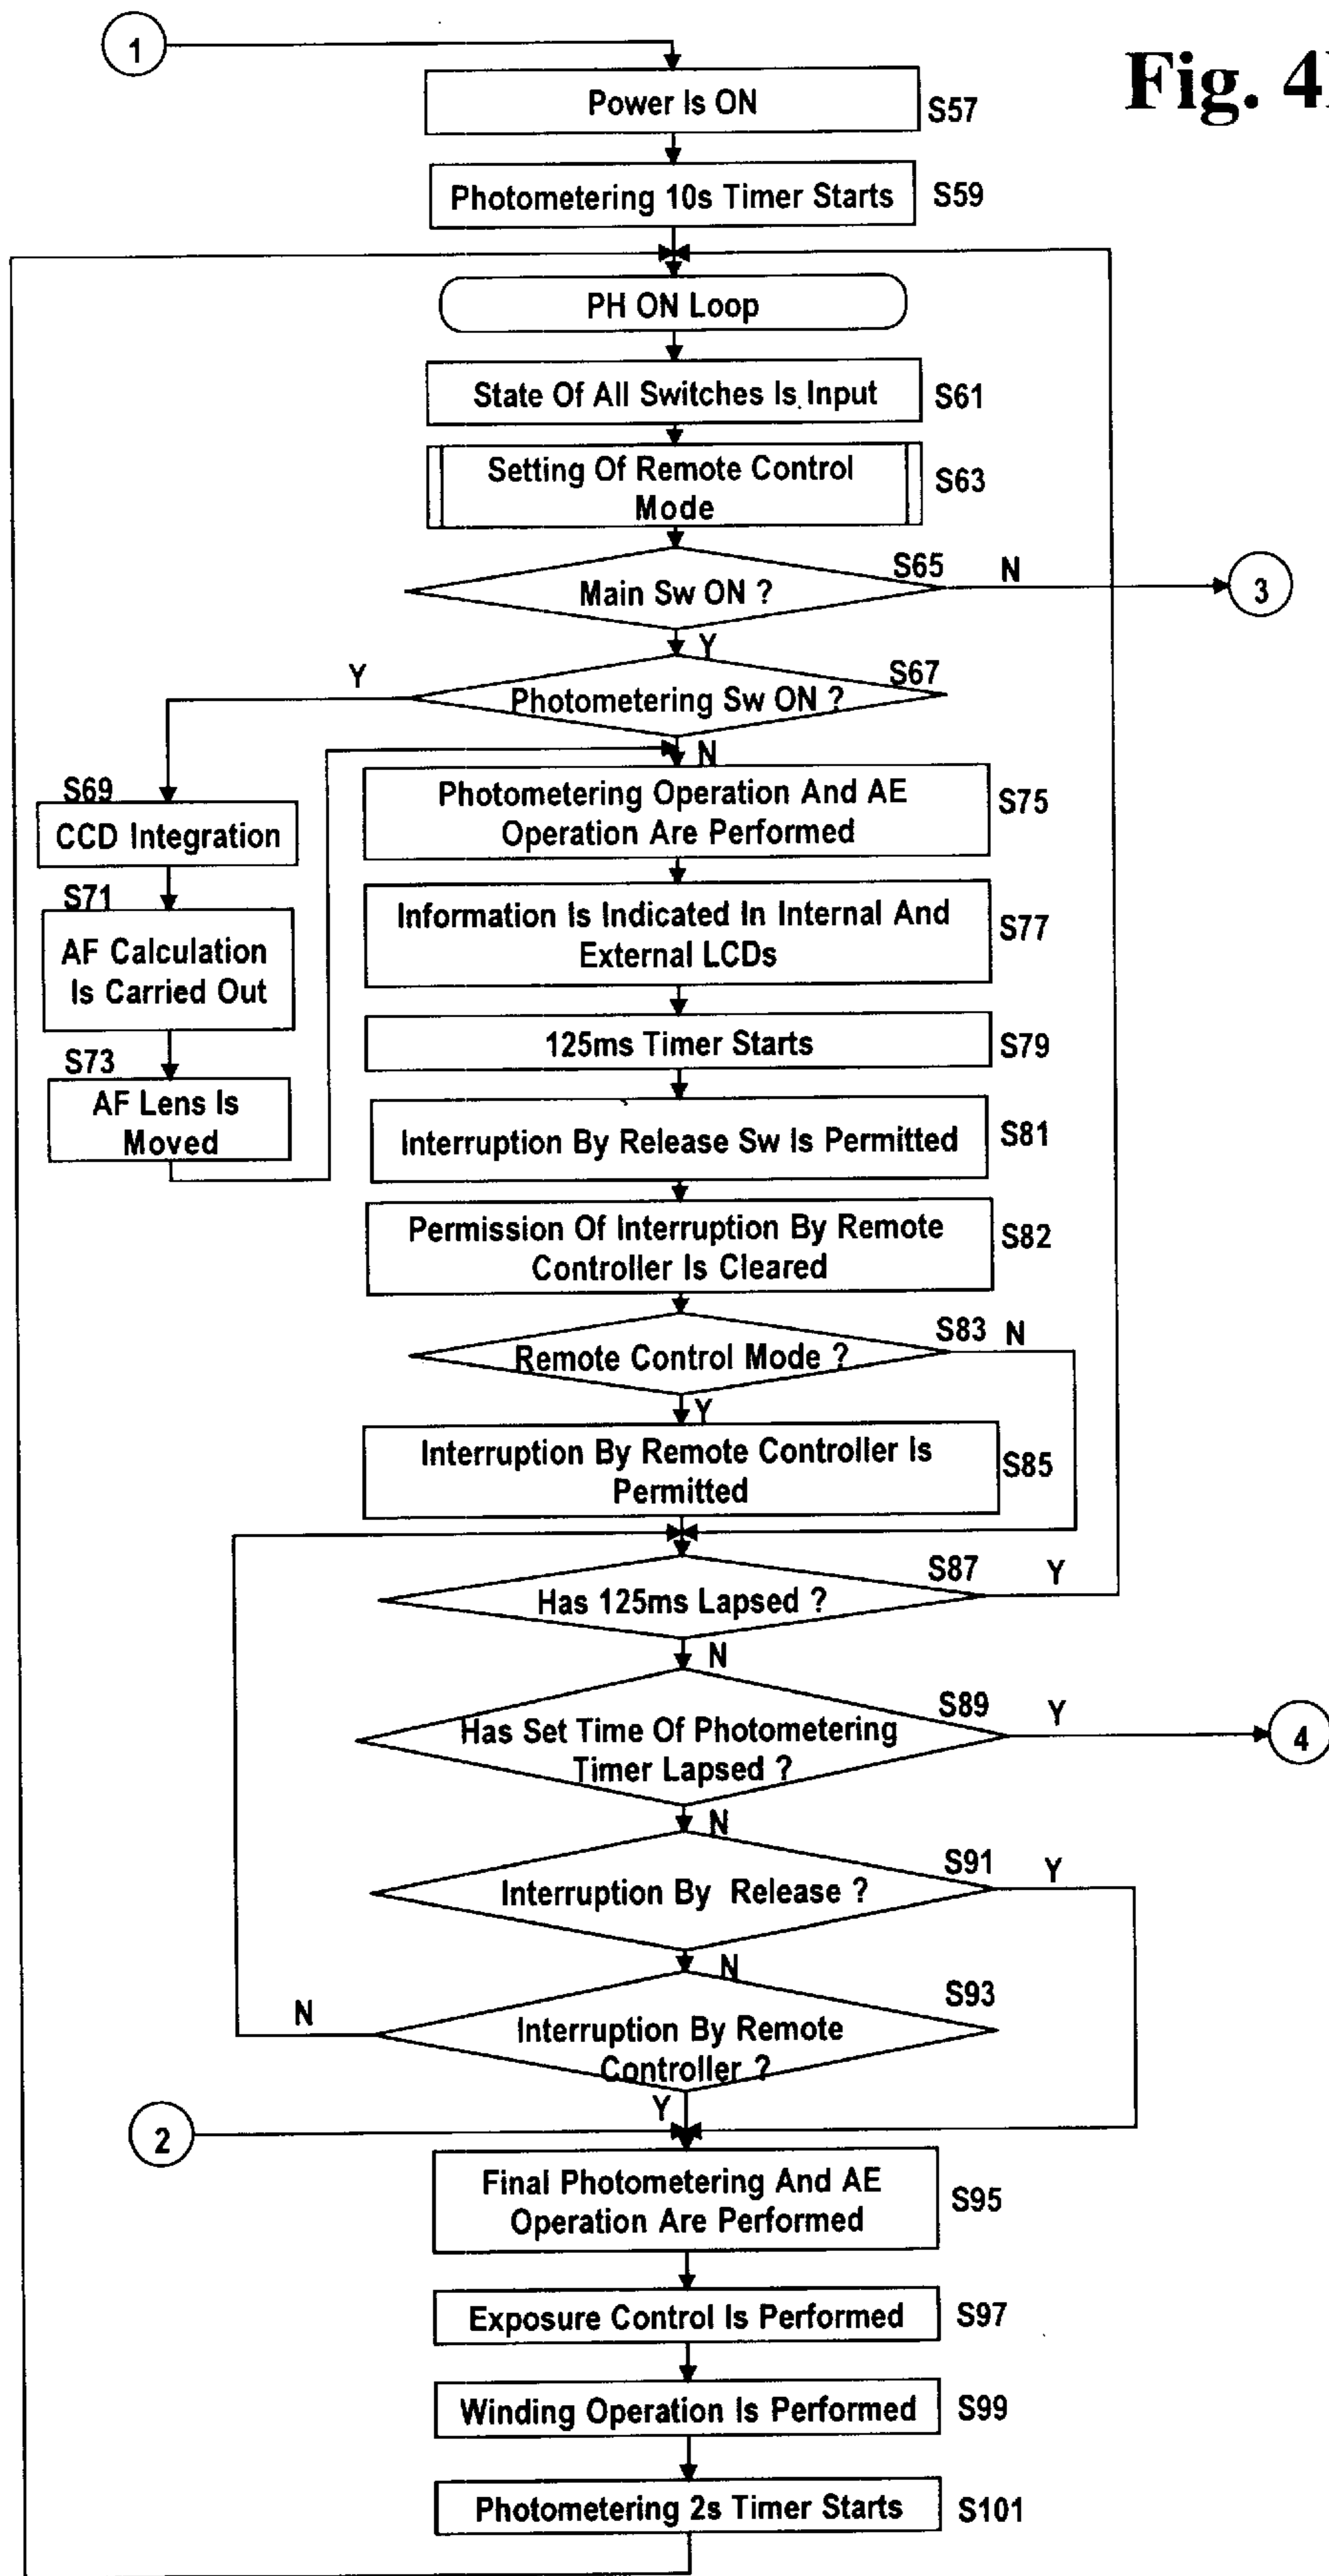 1
Fig. 4
Power Is ON
S57
Photometering 10s Timer Starts
S59
PH ON Loop
State Of All Switches Is Input
S61
Setting Of Remote Control
Mode
S63
S65
N
Main Sw ON ?
3
Y
Y
S67
Photometering Sw ON ?
N
S69
CCD Integration
S71
AF Calculation
Is Carried Out
S73
AF Lens Is
Moved
Photometering Operation And AE
Operation Are Performed
S75
Information Is Indicated In Internal And
External LCDs
S77
125ms Timer Starts
S79
Interruption By Release Sw Is Permitted
S81
Permission Of Interruption By Remote
Controller Is Cleared
S82
S83
N
Remote Control Mode ?
Y
Interruption By Remote Controller Is
Permitted
S85
S87
Y
Has 125ms Lapsed ?
N
S89
Y
Has Set Time Of Photometering
Timer Lapsed ?
4
N
S91
Y
Interruption By Release ?
N
S93
N
Interruption By Remote
Controller ?
Y
2
Final Photometering And AE
Operation Are Performed
S95
Exposure Control Is Performed
S97
Winding Operation Is Performed
S99
Photometering 2s Timer Starts
S101